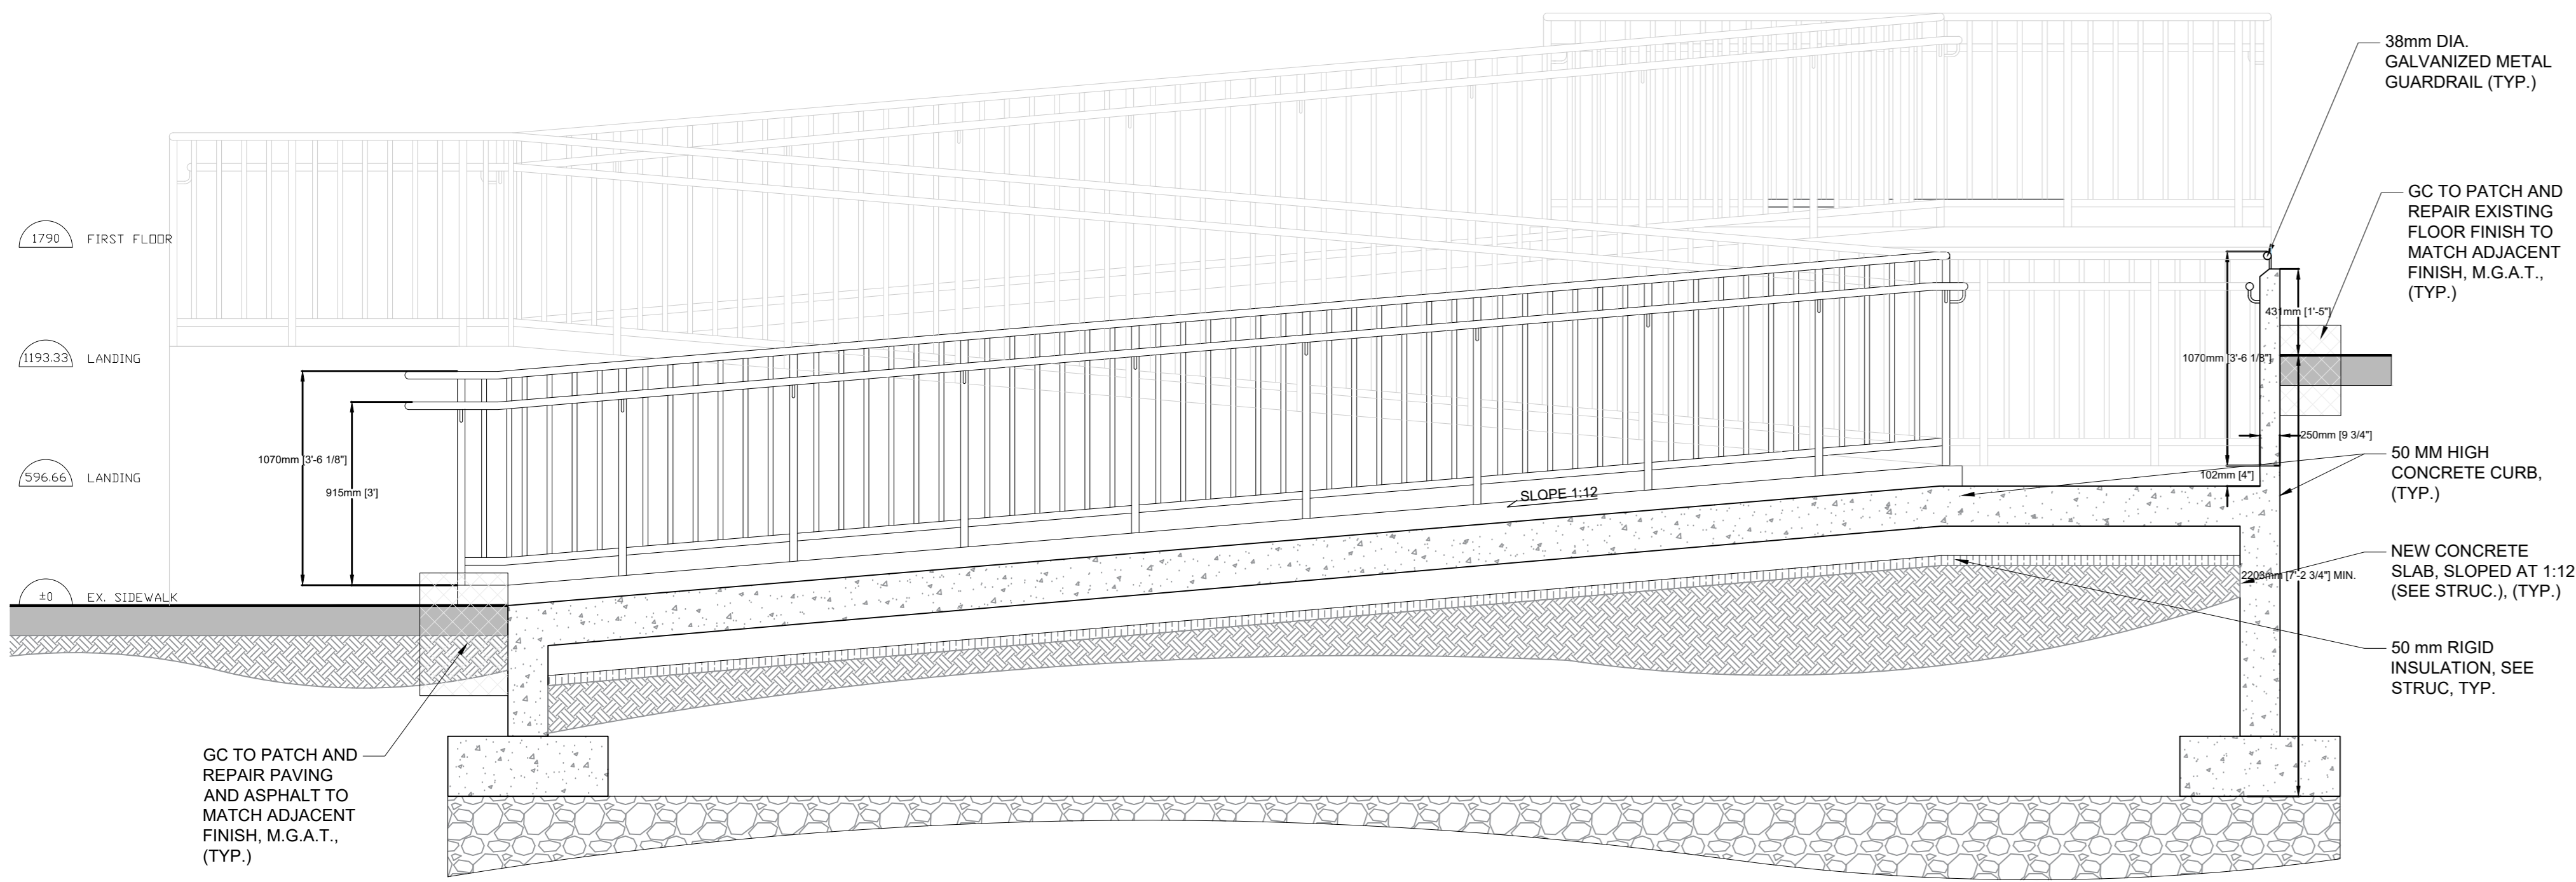 38mm DIA.
GALVANIZED METAL
GUARDRAIL (TYP.)
GC TO PATCH AND
REPAIR EXISTING
FLOOR FINISH TO
MATCH ADJACENT
FINISH, M.G.A.T.,
(TYP.)
1790 FIRST FLOOR
431mm [1'-5"]
1193.33 LANDING
1070mm [3'-6 1/8"]
250mm [9 3/4"]
1070mm [3'-6 1/8"]
50 MM HIGH
CONCRETE CURB,
(TYP.)
596.66 LANDING
102mm [4"]
915mm [3']
SLOPE 1:12
NEW CONCRETE
SLAB, SLOPED AT 1:12
(SEE STRUC.), (TYP.)
2203mm [7'-2 3/4"] MIN.
±0 EX. SIDEWALK
50 mm RIGID
INSULATION, SEE
STRUC, TYP.
GC TO PATCH AND
REPAIR PAVING
AND ASPHALT TO
MATCH ADJACENT
FINISH, M.G.A.T.,
(TYP.)